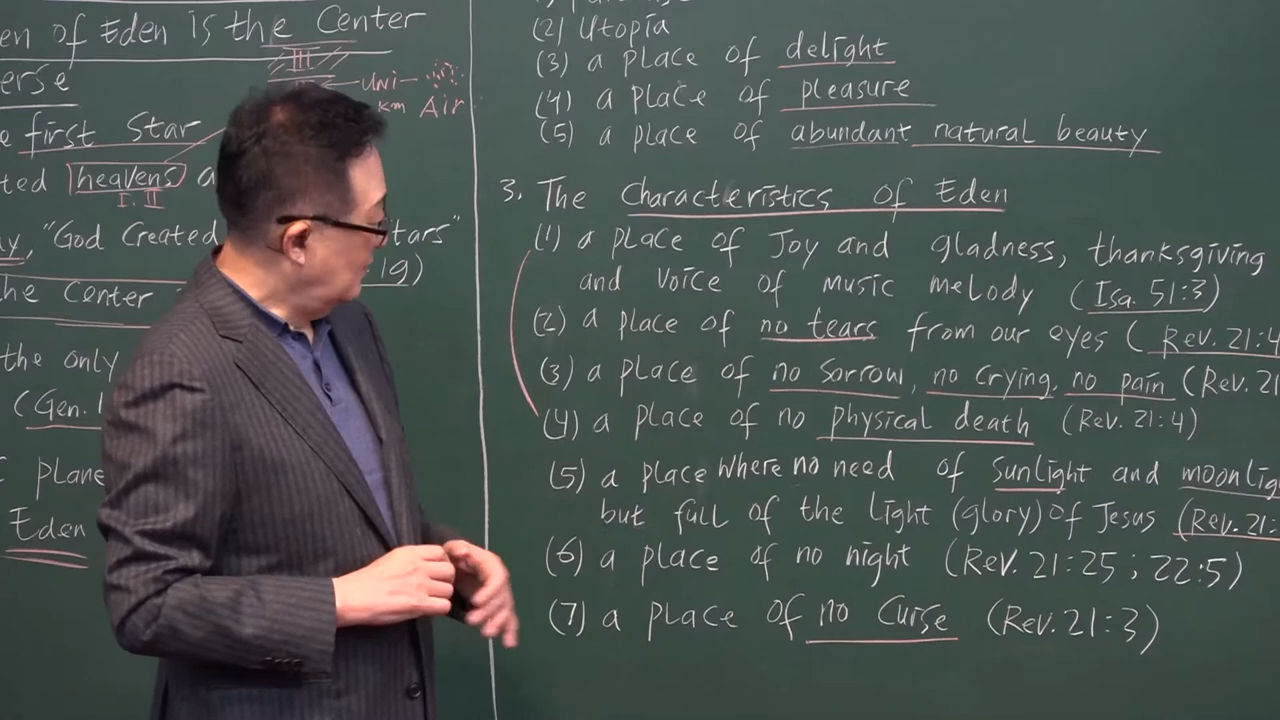 en of Eden is the Center
erse
III
Uni-
km Air
e first Star
ted heavens a
I. II
ay, "God Created tars"
19)
the Center
the only
(Gen. 1
plane
Eden
(2) Utopia
(3) a place of delight
(4) a place of pleasure
(5) a place of abundant natural beauty
3. The Characteristics of Eden
(1) a place of Joy and gladness, thanksgiving
and voice of music melody (Isa. 51:3)
(2) a place of no tears from our eyes (Rev. 21:4
(3) a place of no Sorrow, no Crying, no pain (Rev. 21
(4) a place of no physical death (Rev. 21:4)
(5) a place where no need of sunlight and moonlig
but full of the light (glory) of Jesus (Rev. 21:
(6) a place of no night (Rev. 21:25 ; 22:5)
(7) a place of no Curse (Rev. 21:3)